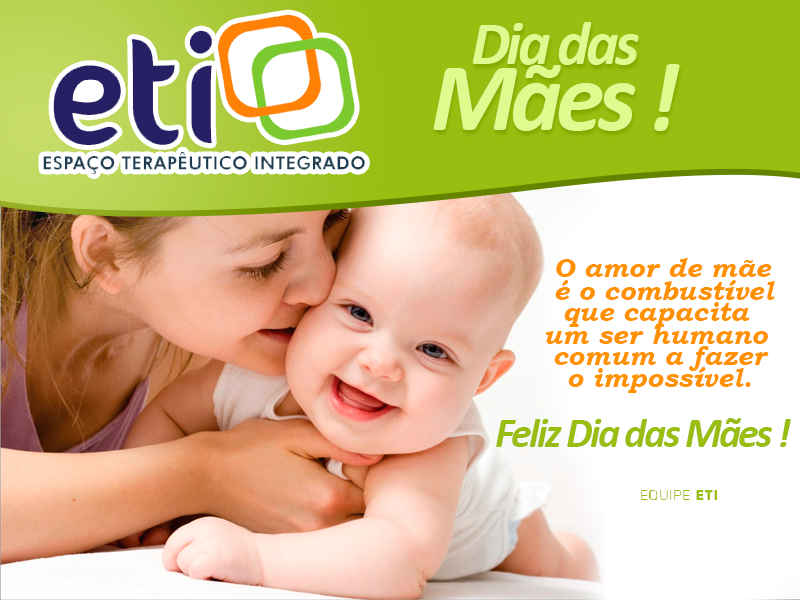 eti
ESPAÇO TERAPÊUTICO INTEGRADO
Dia das
Mães !
O amor de mãe
é o combustível
que capacita
um ser humano
comum a fazer
o impossível.
Feliz Dia das Mães !
EQUIPE ETI